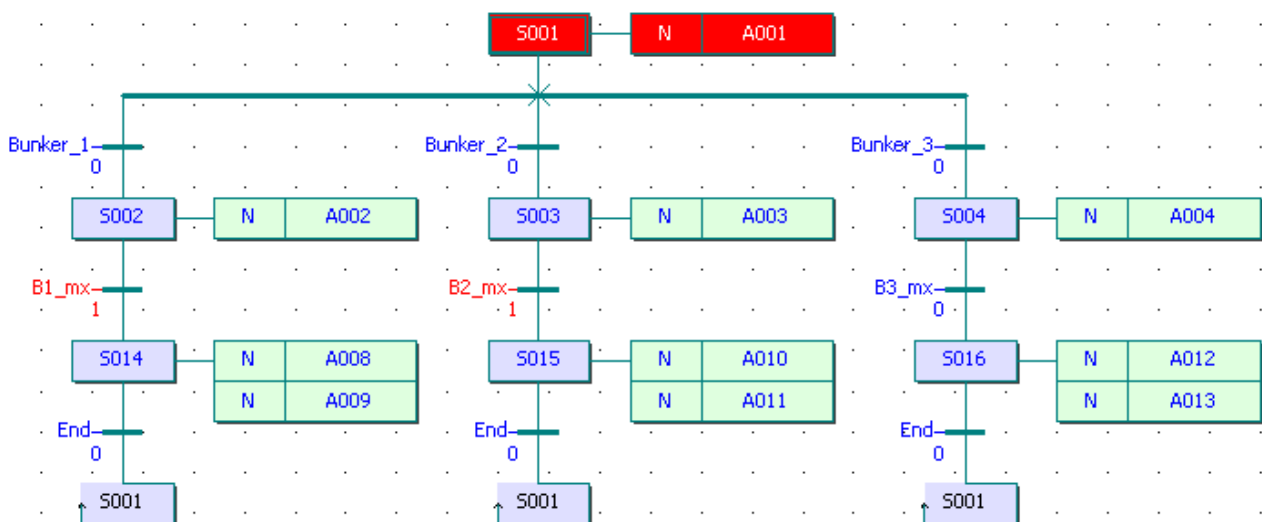 S001 N A001
Bunker_1 Bunker_2 Bunker_3
0 0 0
S002 N A002 S003 N A003 S004 N A004
B1_mx B2_mx B3_mx
1 1 0
S014 N A008 S015 N A010 S016 N A012
N A009 N A011 N A013
End End End
0 0 0
S001 S001 S001